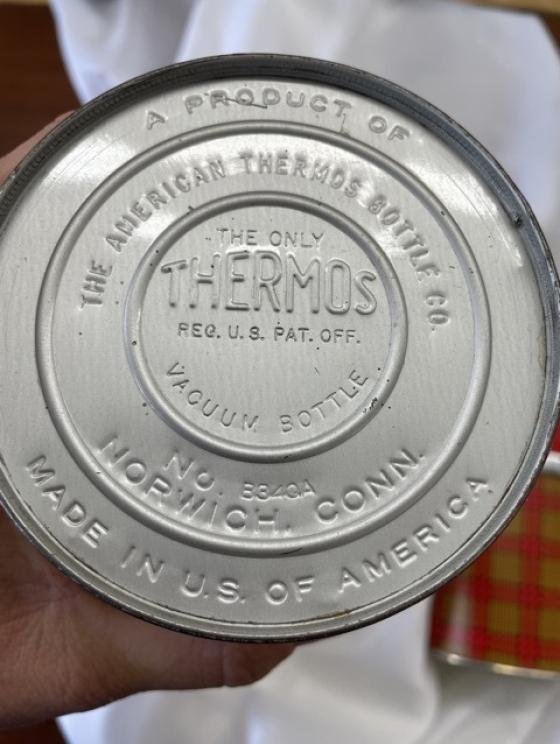 A PRODUCT OF
THE AMERICAN THERMOS BOTTLE CO.
THE ONLY
THERMOS
REG. U.S. PAT. OFF.
VACUUM BOTTLE
No.
NORWICH, CONN.
MADE IN U.S. OF AMERICA